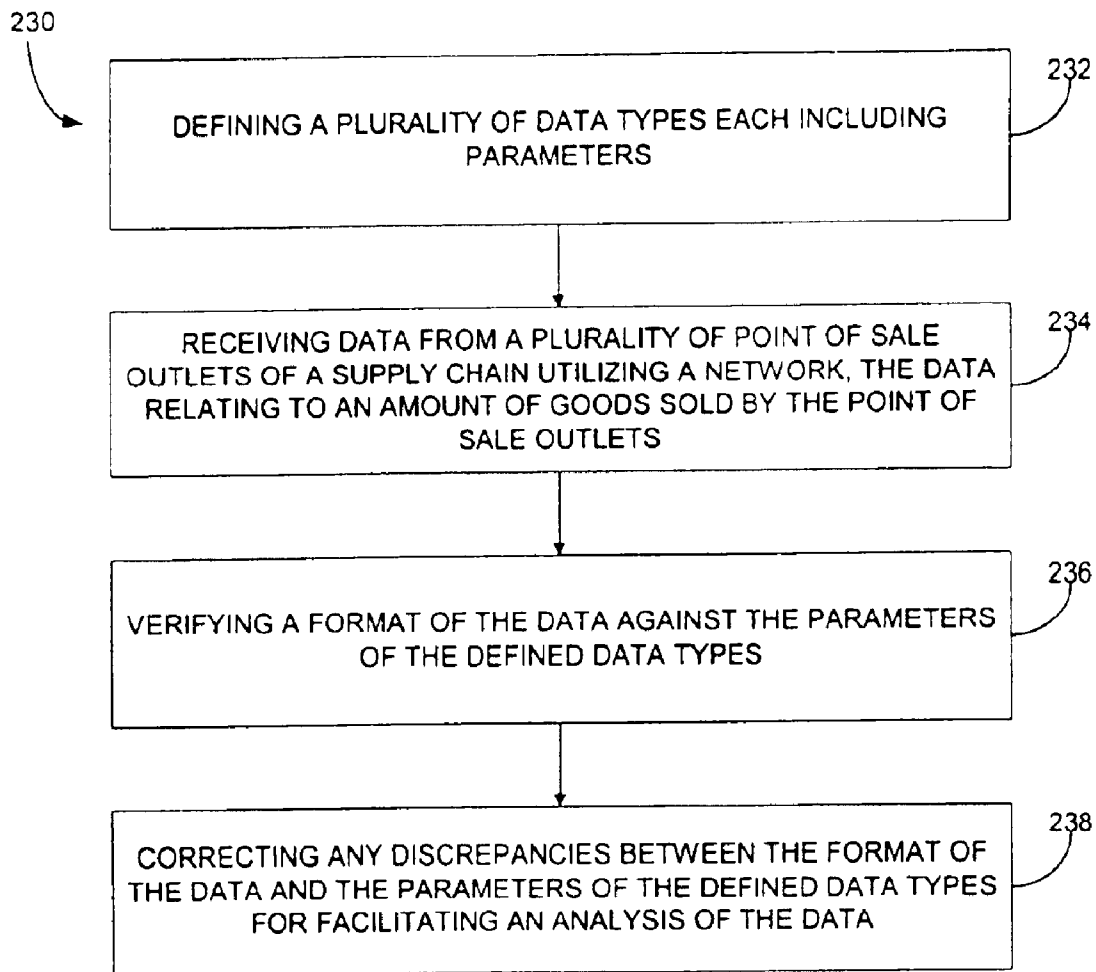 230
232
DEFINING A PLURALITY OF DATA TYPES EACH INCLUDING
PARAMETERS
234
RECEIVING DATA FROM A PLURALITY OF POINT OF SALE
OUTLETS OF A SUPPLY CHAIN UTILIZING A NETWORK, THE DATA
RELATING TO AN AMOUNT OF GOODS SOLD BY THE POINT OF
SALE OUTLETS
236
VERIFYING A FORMAT OF THE DATA AGAINST THE PARAMETERS
OF THE DEFINED DATA TYPES
238
CORRECTING ANY DISCREPANCIES BETWEEN THE FORMAT OF
THE DATA AND THE PARAMETERS OF THE DEFINED DATA TYPES
FOR FACILITATING AN ANALYSIS OF THE DATA